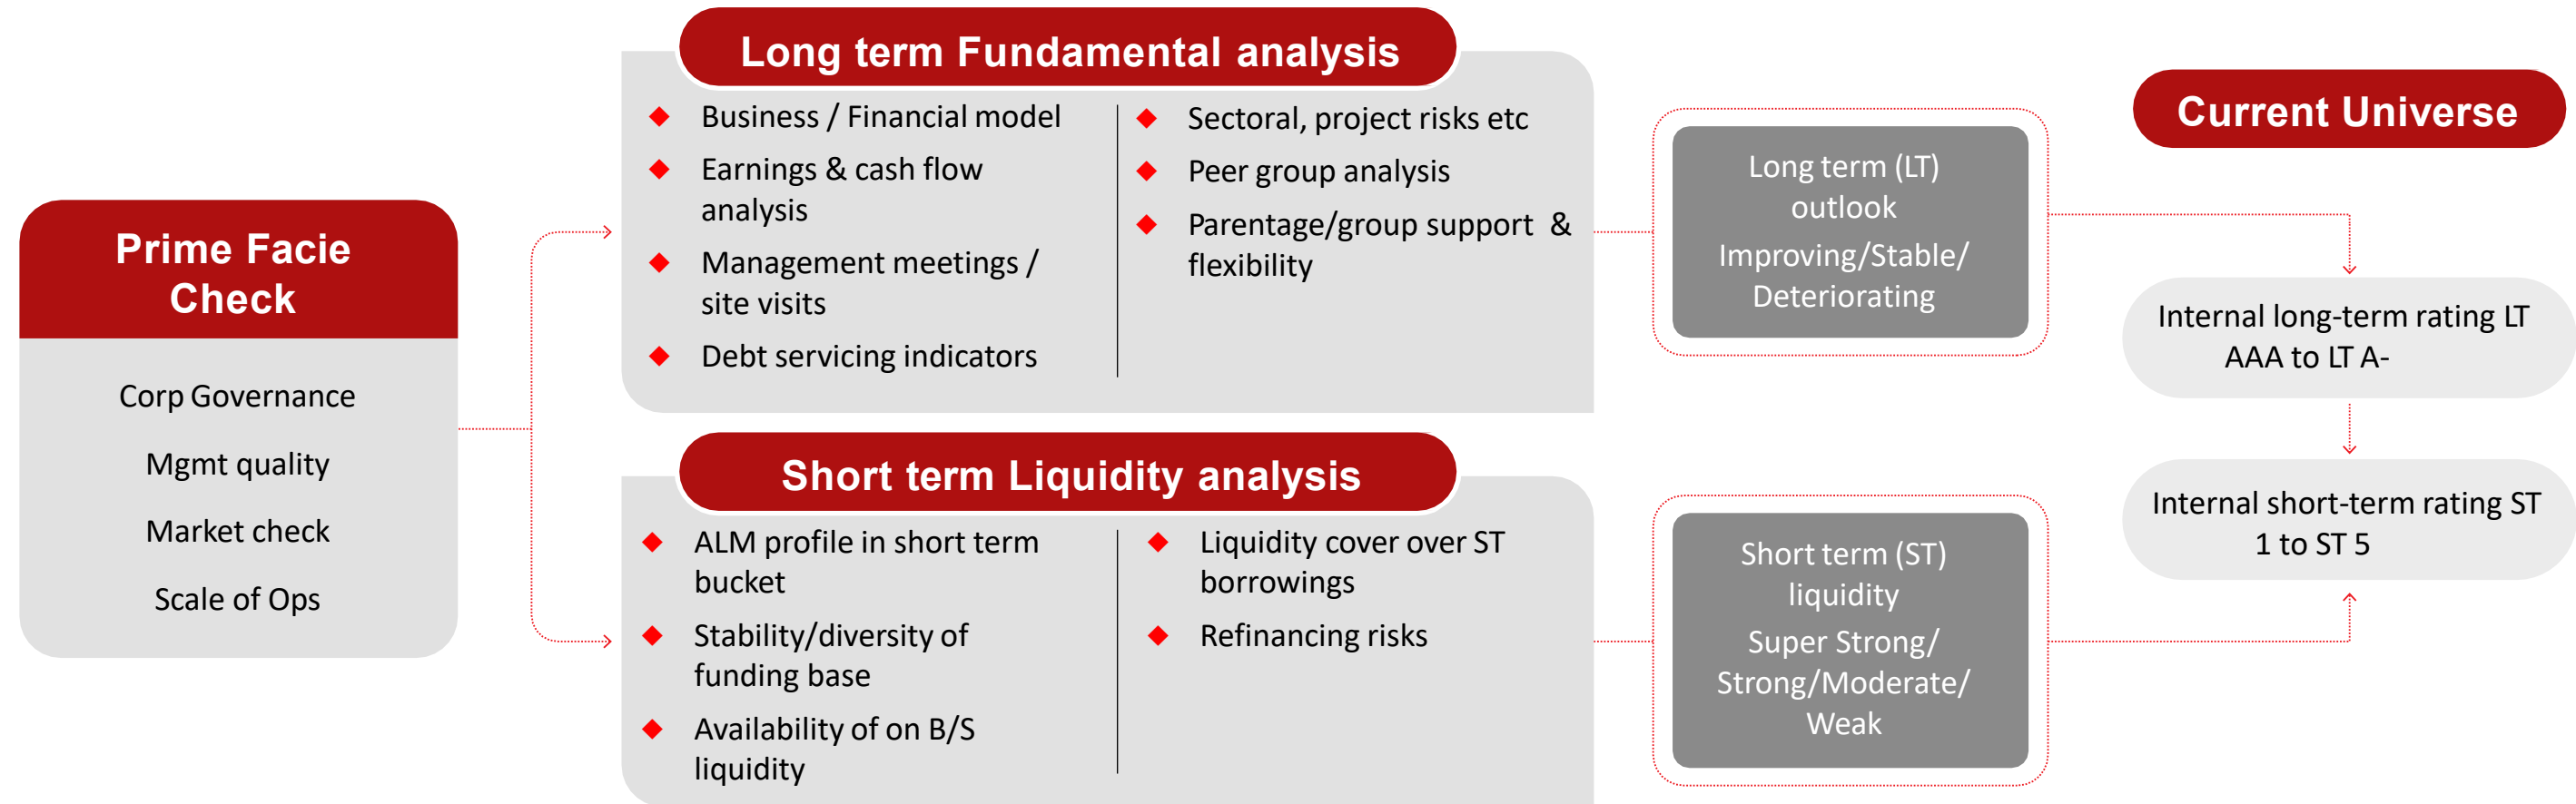 Prime Facie
Check
Corp Governance
Mgmt quality
Market check
Scale of Ops
Long term Fundamental analysis
Business / Financial model
Earnings & cash flow
analysis
Management meetings /
site visits
Debt servicing indicators
Sectoral, project risks etc
Peer group analysis
Parentage/group support &
flexibility
Short term Liquidity analysis
ALM profile in short term
bucket
Stability/diversity of
funding base
Availability of on B/S
liquidity
Liquidity cover over ST
borrowings
Refinancing risks
Long term (LT)
outlook
Improving/Stable/
Deteriorating
Short term (ST)
liquidity
Super Strong/
Strong/Moderate/
Weak
Current Universe
Internal long-term rating LT
AAA to LT A-
Internal short-term rating ST
1 to ST 5